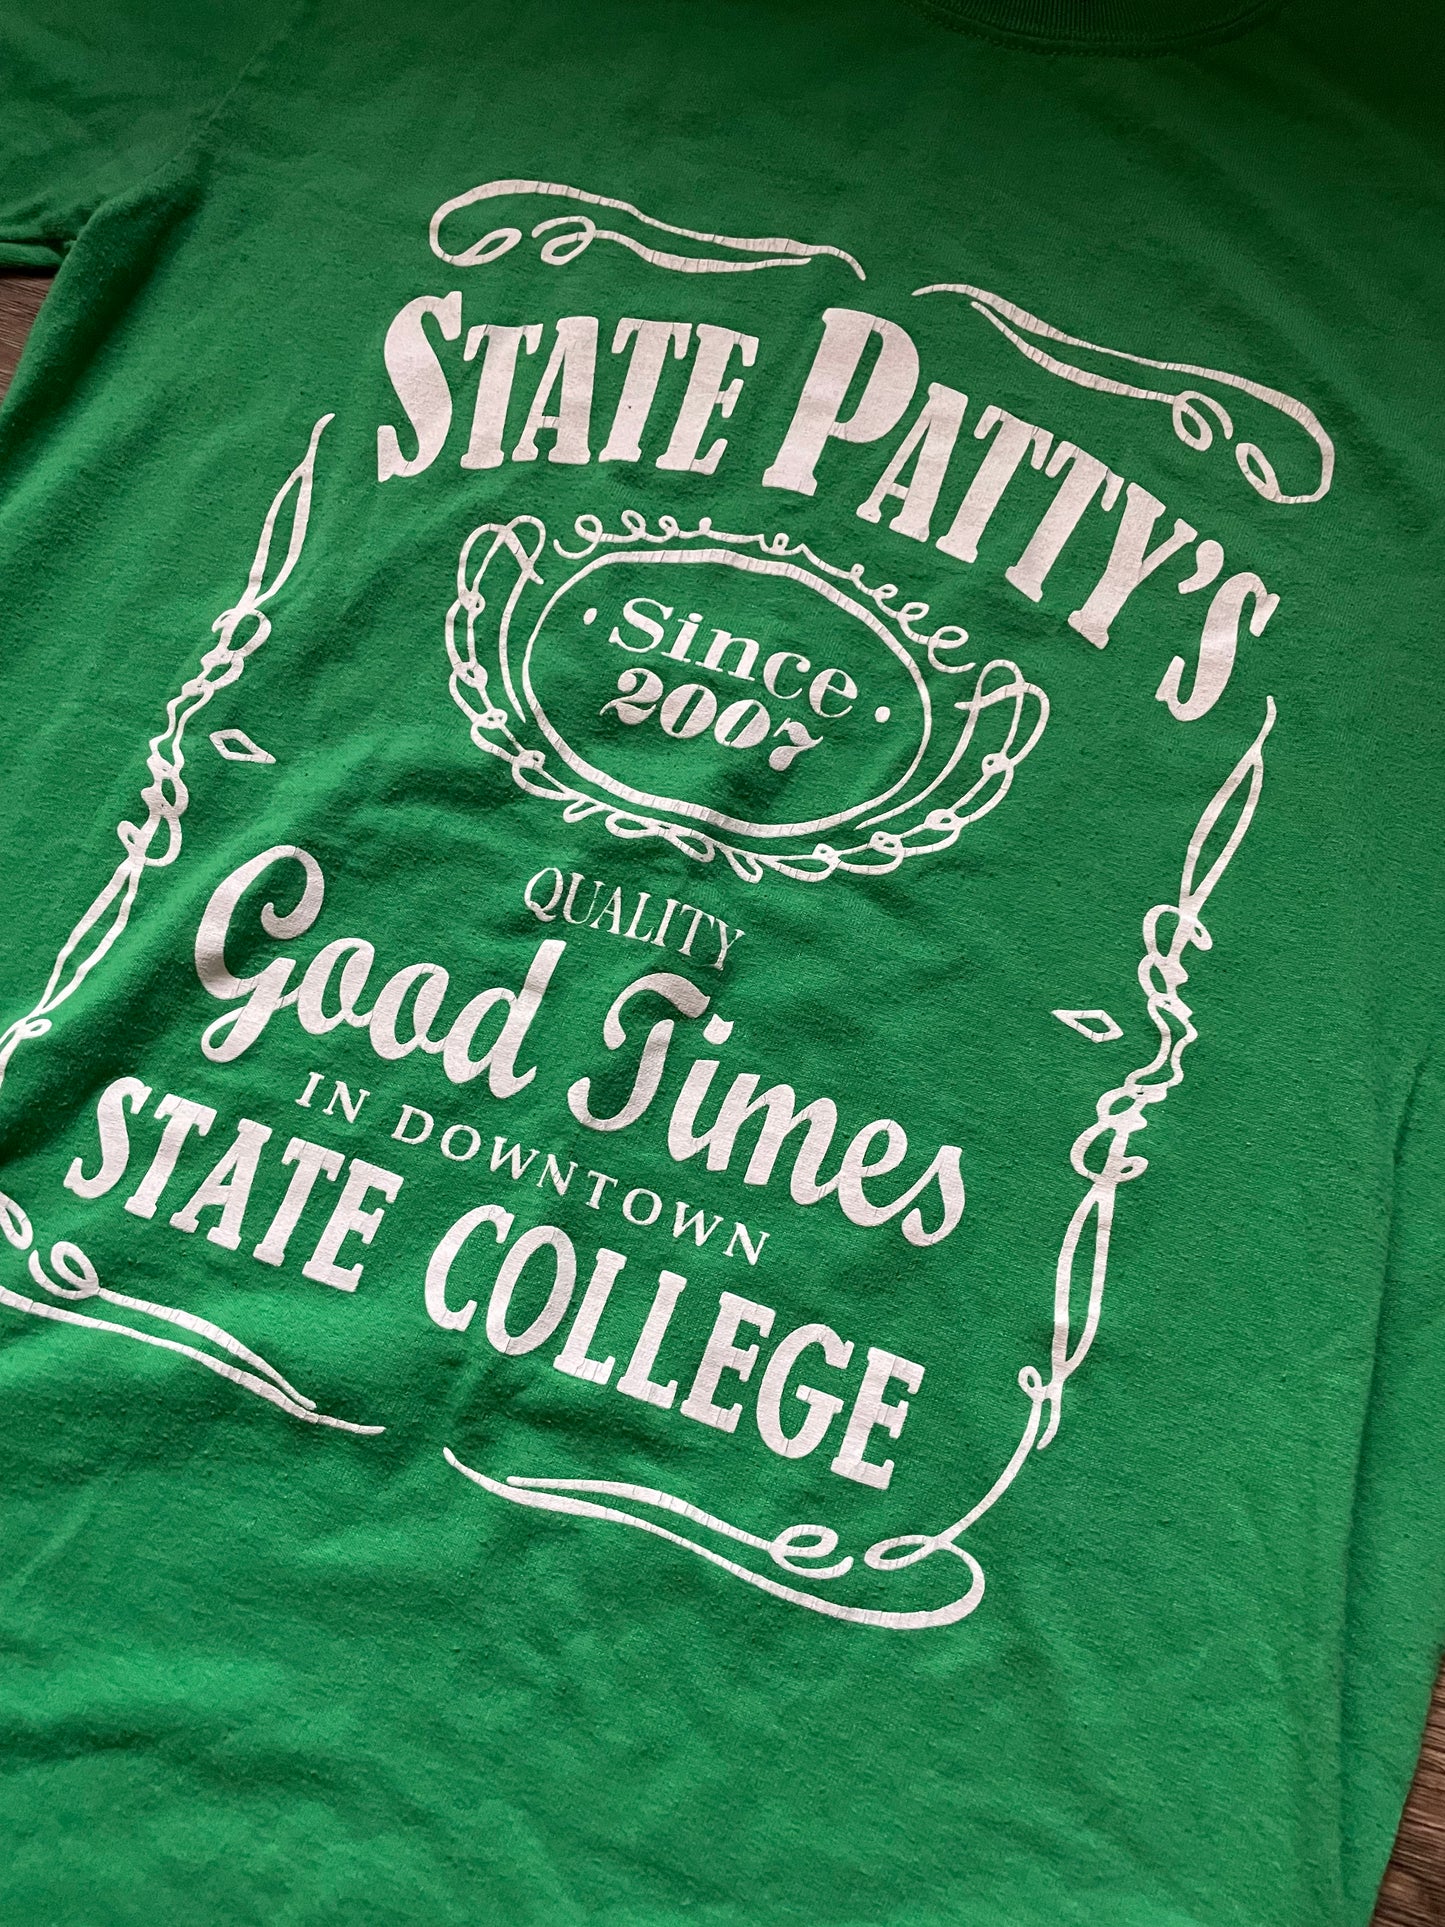 STATE PATTY'S
· Since ·
2007
QUALITY
Good Times
IN DOWNTOWN
STATE COLLEGE